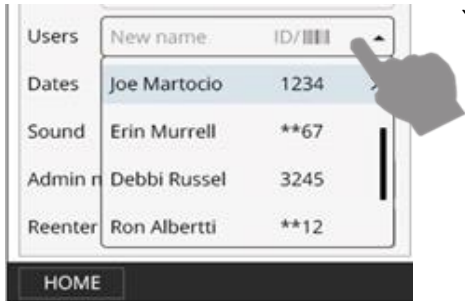 Users New name ID/
Dates Joe Martocio 1234
Sound Erin Murrell **67
Admin n Debbi Russel 3245
Reenter Ron Albertti **12
HOME